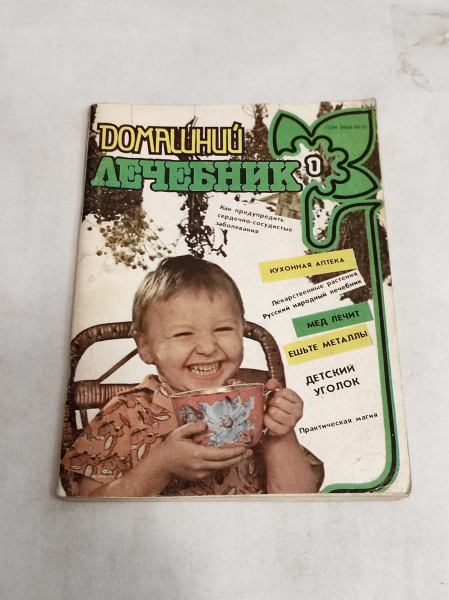 ДОМАШНИЙ
ЛЕЧЕБНИК
1
Как предупредить
сердечно-сосудистые
заболевания
КУХОННАЯ АПТЕКА
Лекарственные растения
Русский народный лечебник
МЕД ЛЕЧИТ
ЕШЬТЕ МЕТАЛЛЫ
ДЕТСКИЙ
УГОЛОК
Практическая магия